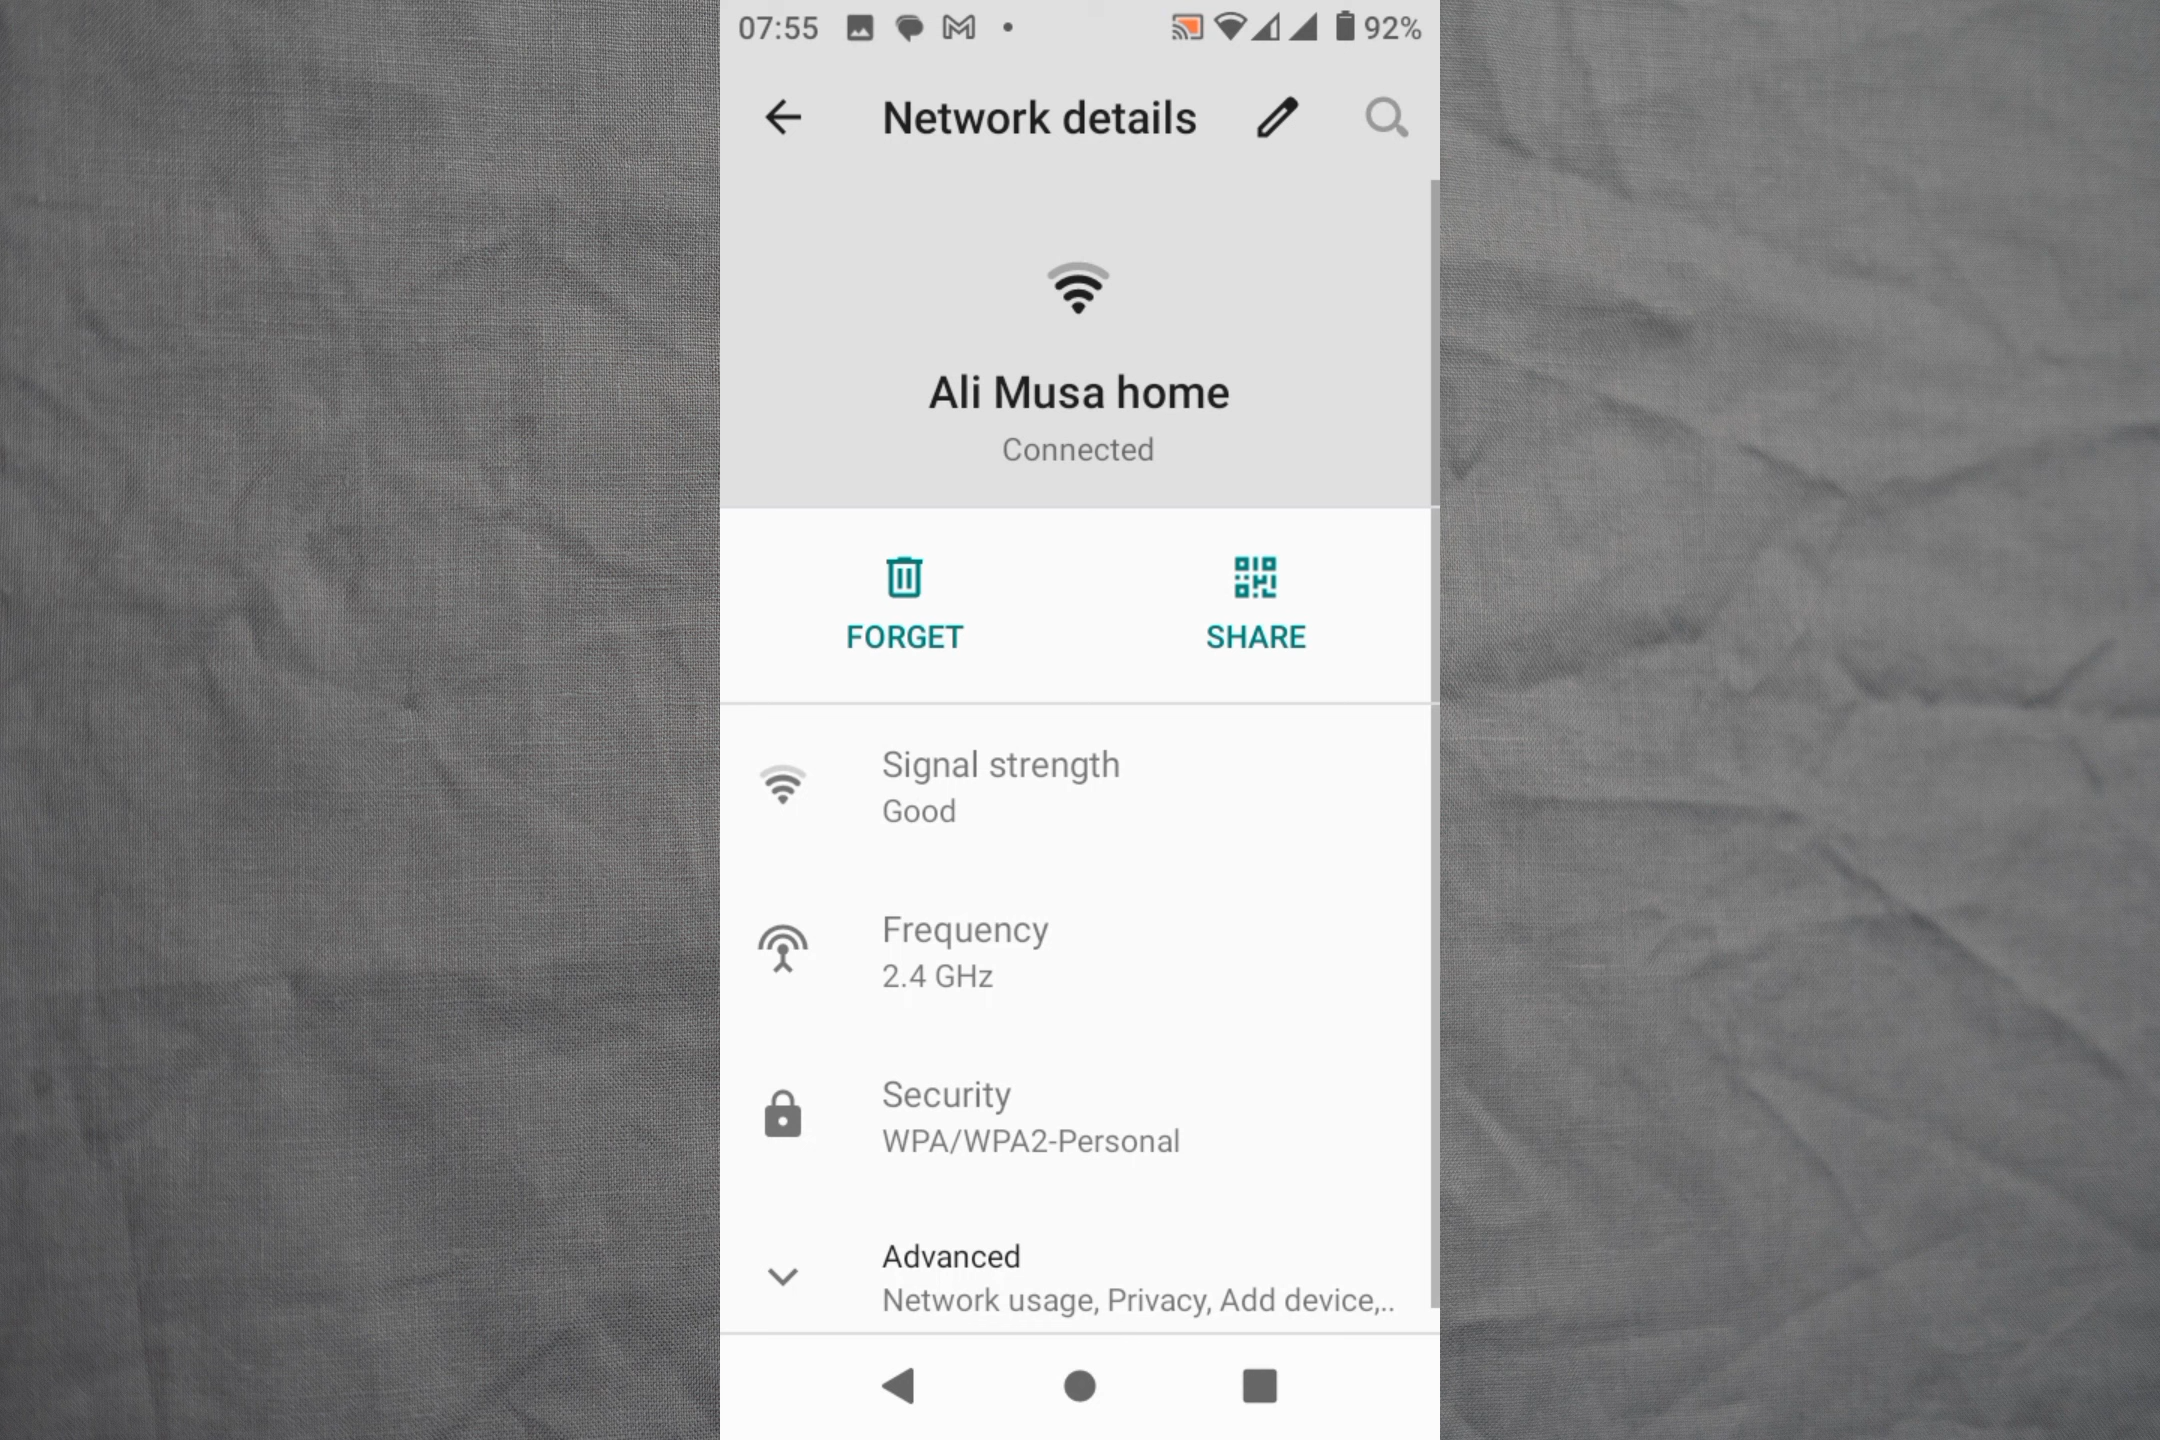 07:55 92%
Network details
Ali Musa home
Connected
FORGET SHARE
Signal strength
Good
Frequency
2.4 GHz
Security
WPA/WPA2-Personal
Advanced
Network usage, Privacy, Add device,..